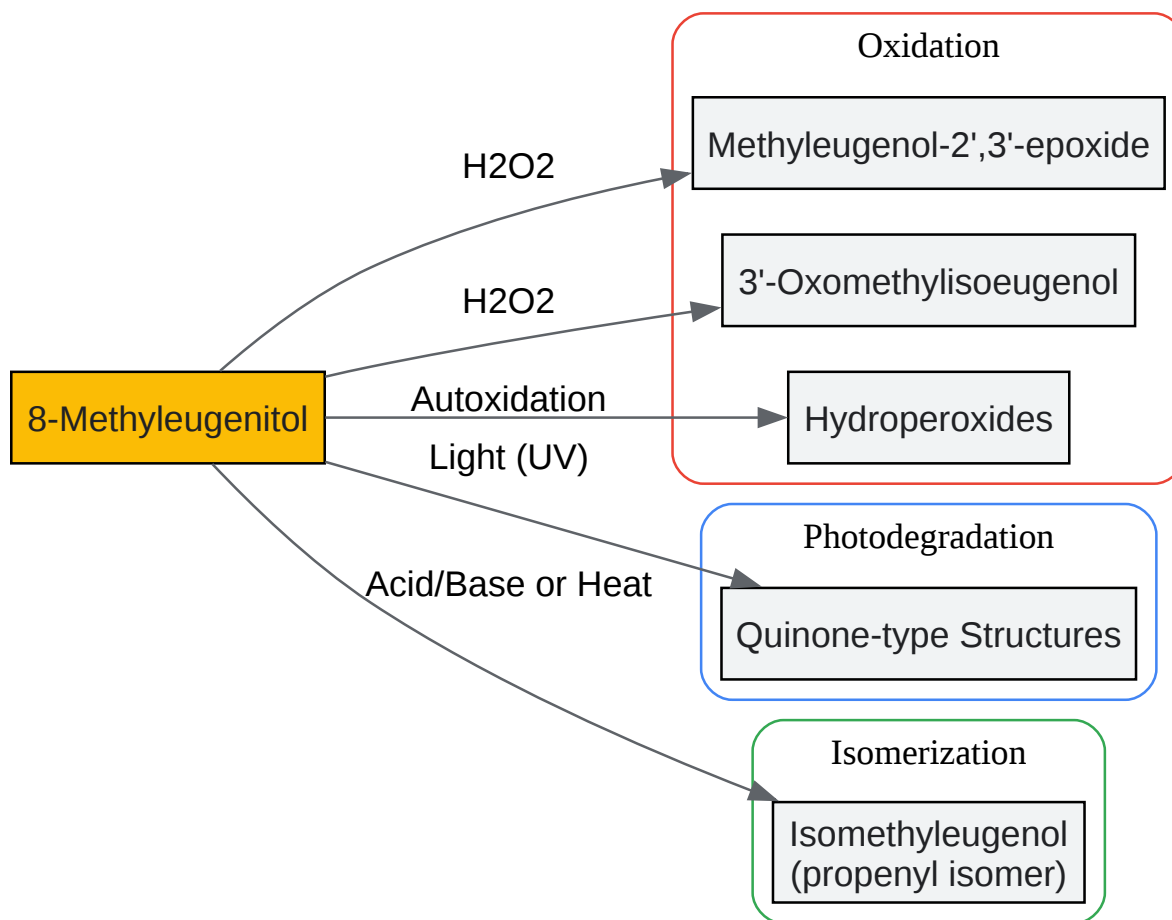 Oxidation
Methyleugenol-2',3'-epoxide
H2O2
3'-Oxomethylisoeugenol
H2O2
8-Methyleugenitol
Autoxidation
Hydroperoxides
Light (UV)
Photodegradation
Acid/Base or Heat
Quinone-type Structures
Isomerization
Isomethyleugenol
(propenyl isomer)